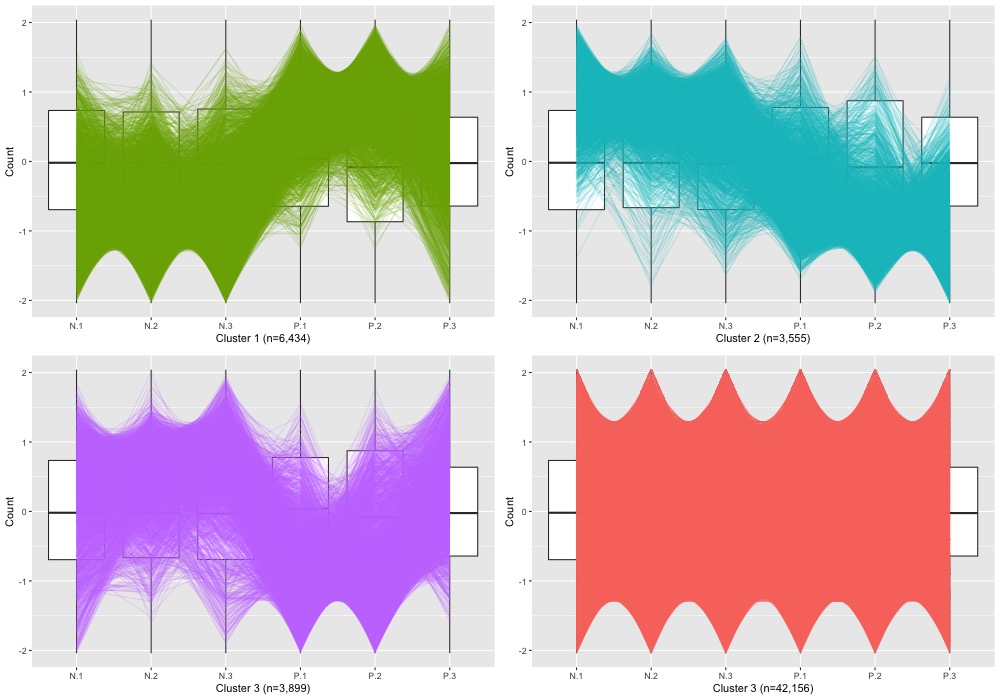 Count
2
1
0
-1
-2
N.1 N.2 N.3 P.1 P.2 P.3
Cluster 1 (n=6,434)
Count
2
1
0
-1
-2
N.1 N.2 N.3 P.1 P.2 P.3
Cluster 2 (n=3,555)
Count
2
1
0
-1
-2
N.1 N.2 N.3 P.1 P.2 P.3
Cluster 3 (n=3,899)
Count
2
1
0
-1
-2
N.1 N.2 N.3 P.1 P.2 P.3
Cluster 3 (n=42,156)